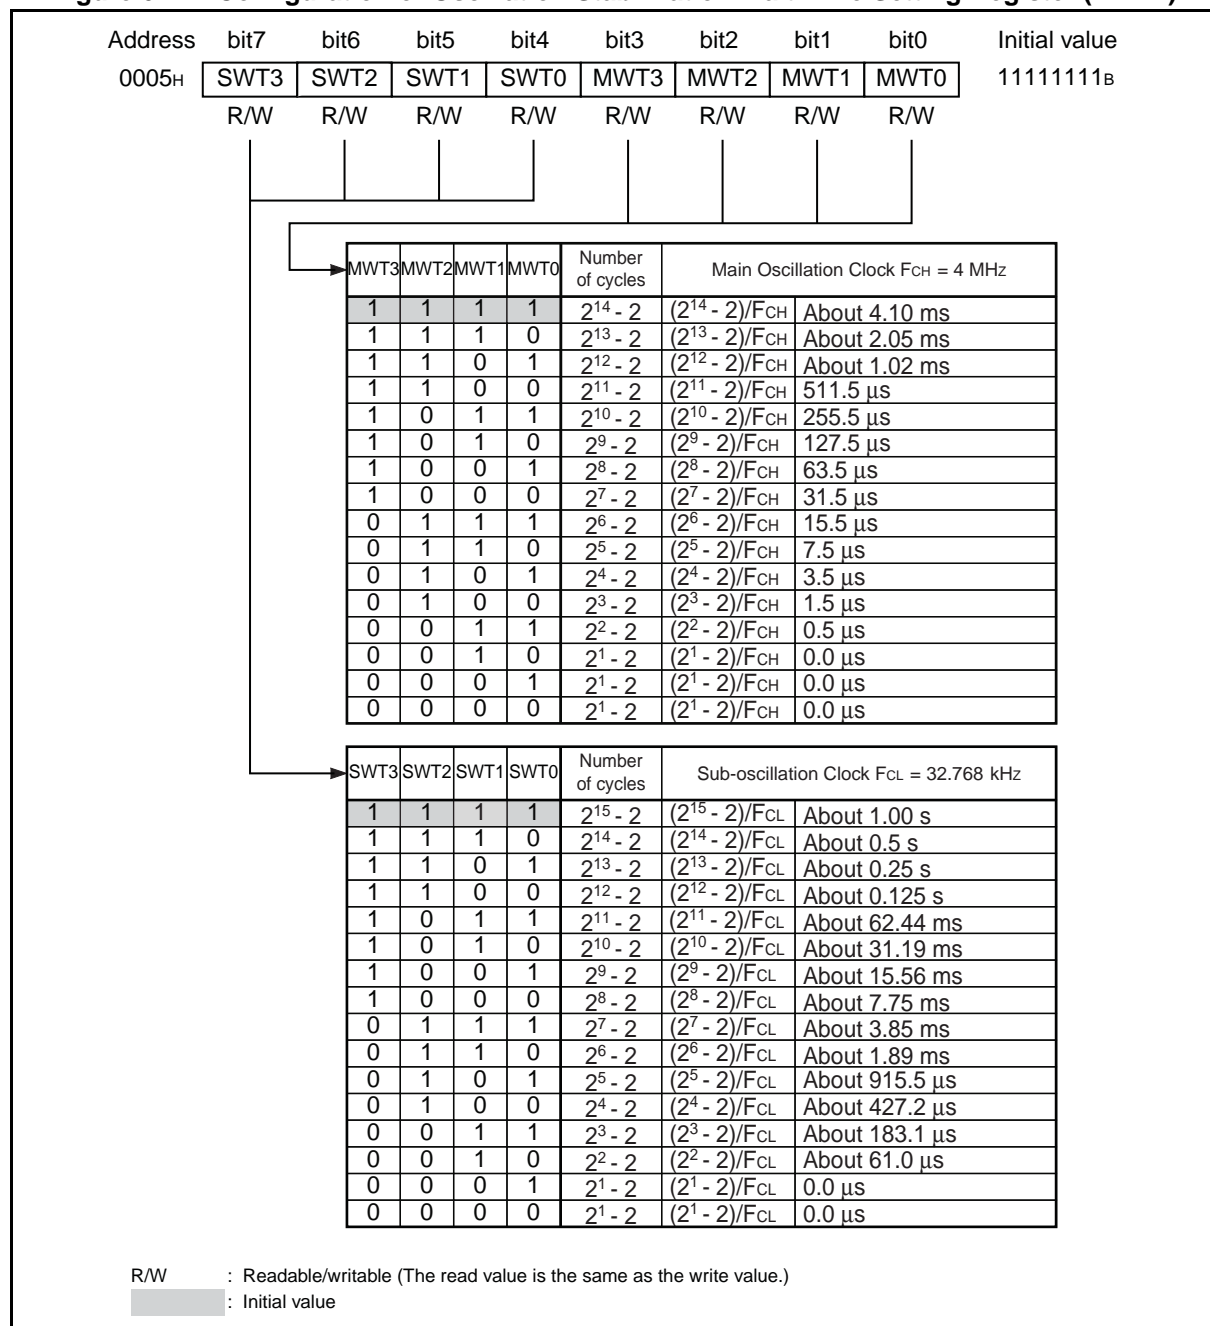 Address bit7 bit6 bit5 bit4 bit3 bit2 bit1 bit0 Initial value
0005H SWT3 SWT2 SWT1 SWT0 MWT3 MWT2 MWT1 MWT0 11111111B
R/W R/W R/W R/W R/W R/W R/W R/W
MWT3 MWT2 MWT1 MWT0 Number of cycles Main Oscillation Clock FCH = 4 MHz
1 1 1 1 2^14 - 2 (2^14 - 2)/FCH About 4.10 ms
1 1 1 0 2^13 - 2 (2^13 - 2)/FCH About 2.05 ms
1 1 0 1 2^12 - 2 (2^12 - 2)/FCH About 1.02 ms
1 1 0 0 2^11 - 2 (2^11 - 2)/FCH 511.5 μs
1 0 1 1 2^10 - 2 (2^10 - 2)/FCH 255.5 μs
1 0 1 0 2^9 - 2 (2^9 - 2)/FCH 127.5 μs
1 0 0 1 2^8 - 2 (2^8 - 2)/FCH 63.5 μs
1 0 0 0 2^7 - 2 (2^7 - 2)/FCH 31.5 μs
0 1 1 1 2^6 - 2 (2^6 - 2)/FCH 15.5 μs
0 1 1 0 2^5 - 2 (2^5 - 2)/FCH 7.5 μs
0 1 0 1 2^4 - 2 (2^4 - 2)/FCH 3.5 μs
0 1 0 0 2^3 - 2 (2^3 - 2)/FCH 1.5 μs
0 0 1 1 2^2 - 2 (2^2 - 2)/FCH 0.5 μs
0 0 1 0 2^1 - 2 (2^1 - 2)/FCH 0.0 μs
0 0 0 1 2^1 - 2 (2^1 - 2)/FCH 0.0 μs
0 0 0 0 2^1 - 2 (2^1 - 2)/FCH 0.0 μs
SWT3 SWT2 SWT1 SWT0 Number of cycles Sub-oscillation Clock FCL = 32.768 kHz
1 1 1 1 2^15 - 2 (2^15 - 2)/FCL About 1.00 s
1 1 1 0 2^14 - 2 (2^14 - 2)/FCL About 0.5 s
1 1 0 1 2^13 - 2 (2^13 - 2)/FCL About 0.25 s
1 1 0 0 2^12 - 2 (2^12 - 2)/FCL About 0.125 s
1 0 1 1 2^11 - 2 (2^11 - 2)/FCL About 62.44 ms
1 0 1 0 2^10 - 2 (2^10 - 2)/FCL About 31.19 ms
1 0 0 1 2^9 - 2 (2^9 - 2)/FCL About 15.56 ms
1 0 0 0 2^8 - 2 (2^8 - 2)/FCL About 7.75 ms
0 1 1 1 2^7 - 2 (2^7 - 2)/FCL About 3.85 ms
0 1 1 0 2^6 - 2 (2^6 - 2)/FCL About 1.89 ms
0 1 0 1 2^5 - 2 (2^5 - 2)/FCL About 915.5 μs
0 1 0 0 2^4 - 2 (2^4 - 2)/FCL About 427.2 μs
0 0 1 1 2^3 - 2 (2^3 - 2)/FCL About 183.1 μs
0 0 1 0 2^2 - 2 (2^2 - 2)/FCL About 61.0 μs
0 0 0 1 2^1 - 2 (2^1 - 2)/FCL 0.0 μs
0 0 0 0 2^1 - 2 (2^1 - 2)/FCL 0.0 μs
R/W : Readable/writable (The read value is the same as the write value.)
: Initial value